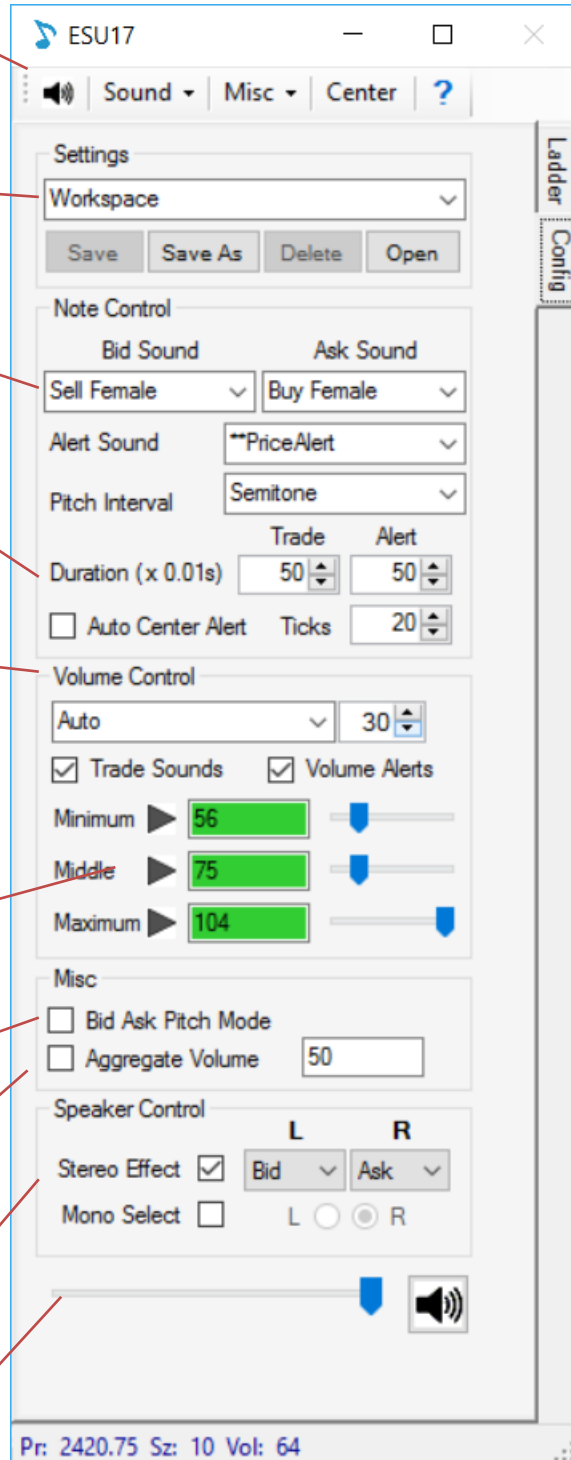 ESU17
Sound Misc Center ?
Ladder
Config
Settings
Workspace
Save Save As Delete Open
Note Control
Bid Sound Ask Sound
Sell Female Buy Female
Alert Sound **PriceAlert
Pitch Interval Semitone
Trade Alert
Duration (x 0.01s) 50 50
Auto Center Alert Ticks 20
Volume Control
Auto 30
Trade Sounds Volume Alerts
Minimum 56
Middle 75
Maximum 104
Misc
Bid Ask Pitch Mode
Aggregate Volume 50
Speaker Control
L R
Stereo Effect Bid Ask
Mono Select L R
Pr: 2420.75 Sz: 10 Vol: 64